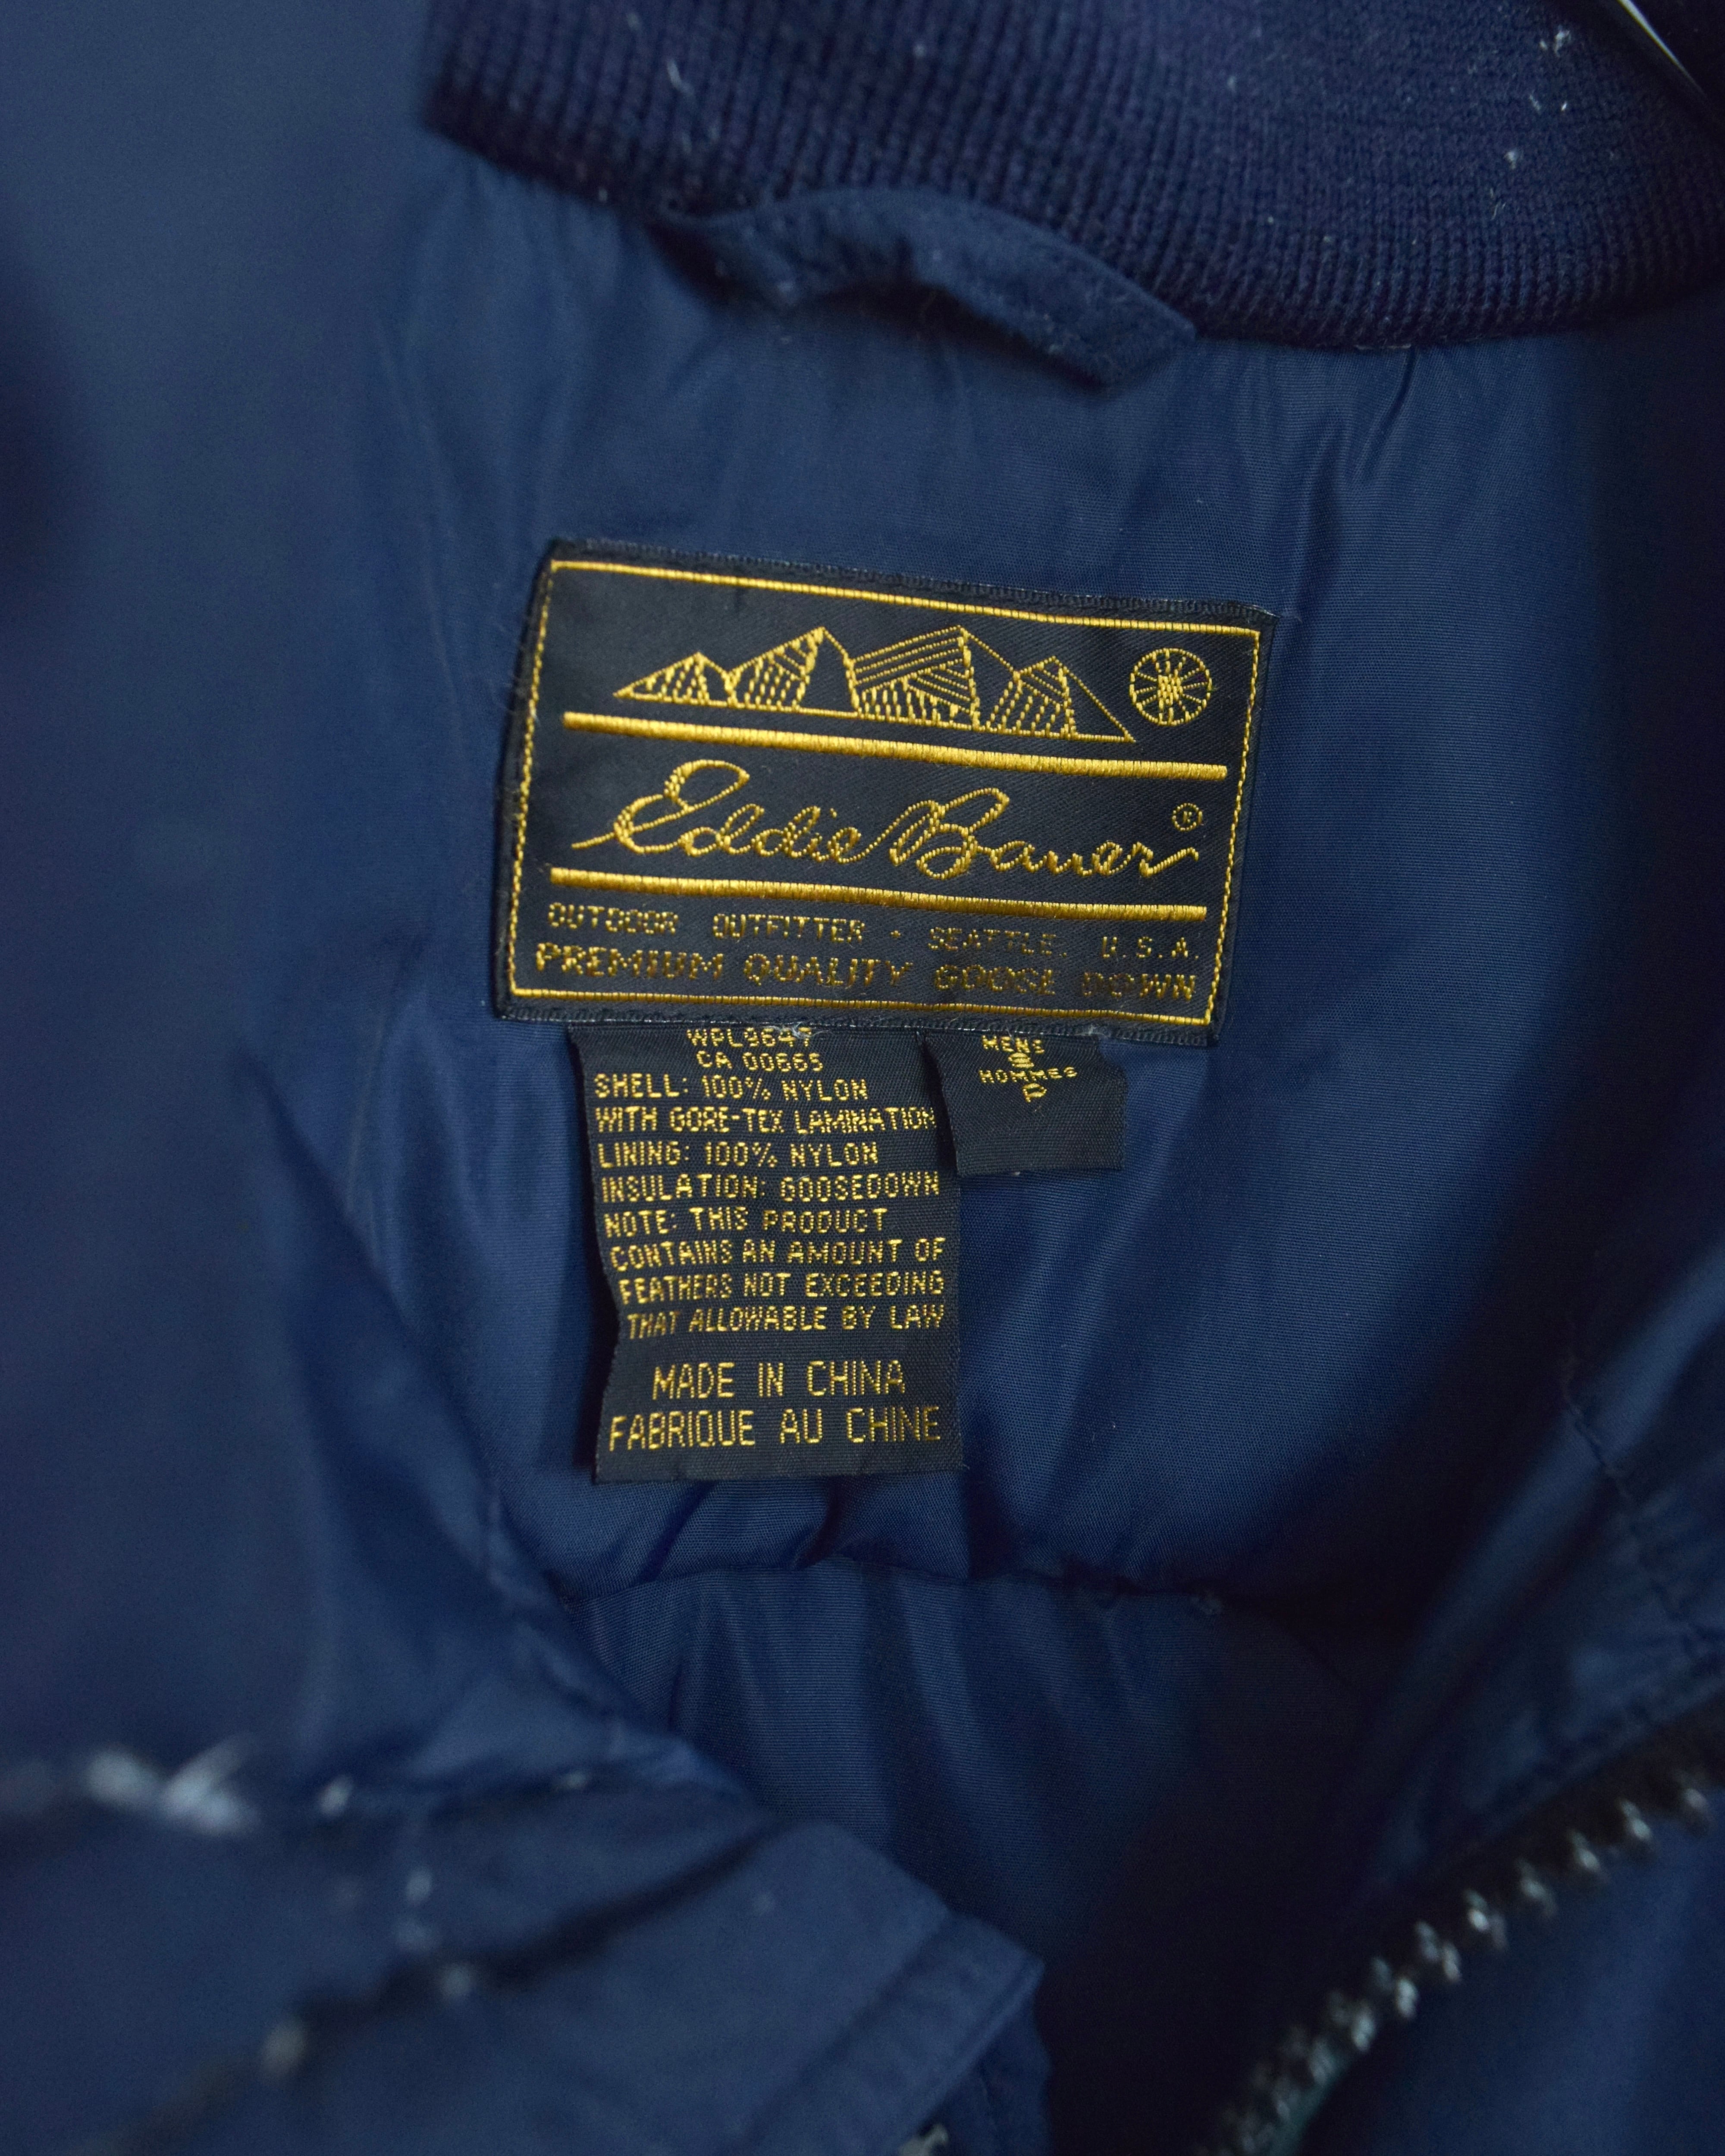 Eddie Bauer ®
OUTDOOR OUTFITTER · SEATTLE. U.S.A.
PREMIUM QUALITY GOOSE DOWN
WPL9647
CA 00665
SHELL: 100% NYLON
WITH GORE-TEX LAMINATION
LINING: 100% NYLON
INSULATION: GOOSEDOWN
NOTE: THIS PRODUCT
CONTAINS AN AMOUNT OF
FEATHERS NOT EXCEEDING
THAT ALLOWABLE BY LAW
MADE IN CHINA
FABRIQUE AU CHINE
MENS
S
HOMMES
P